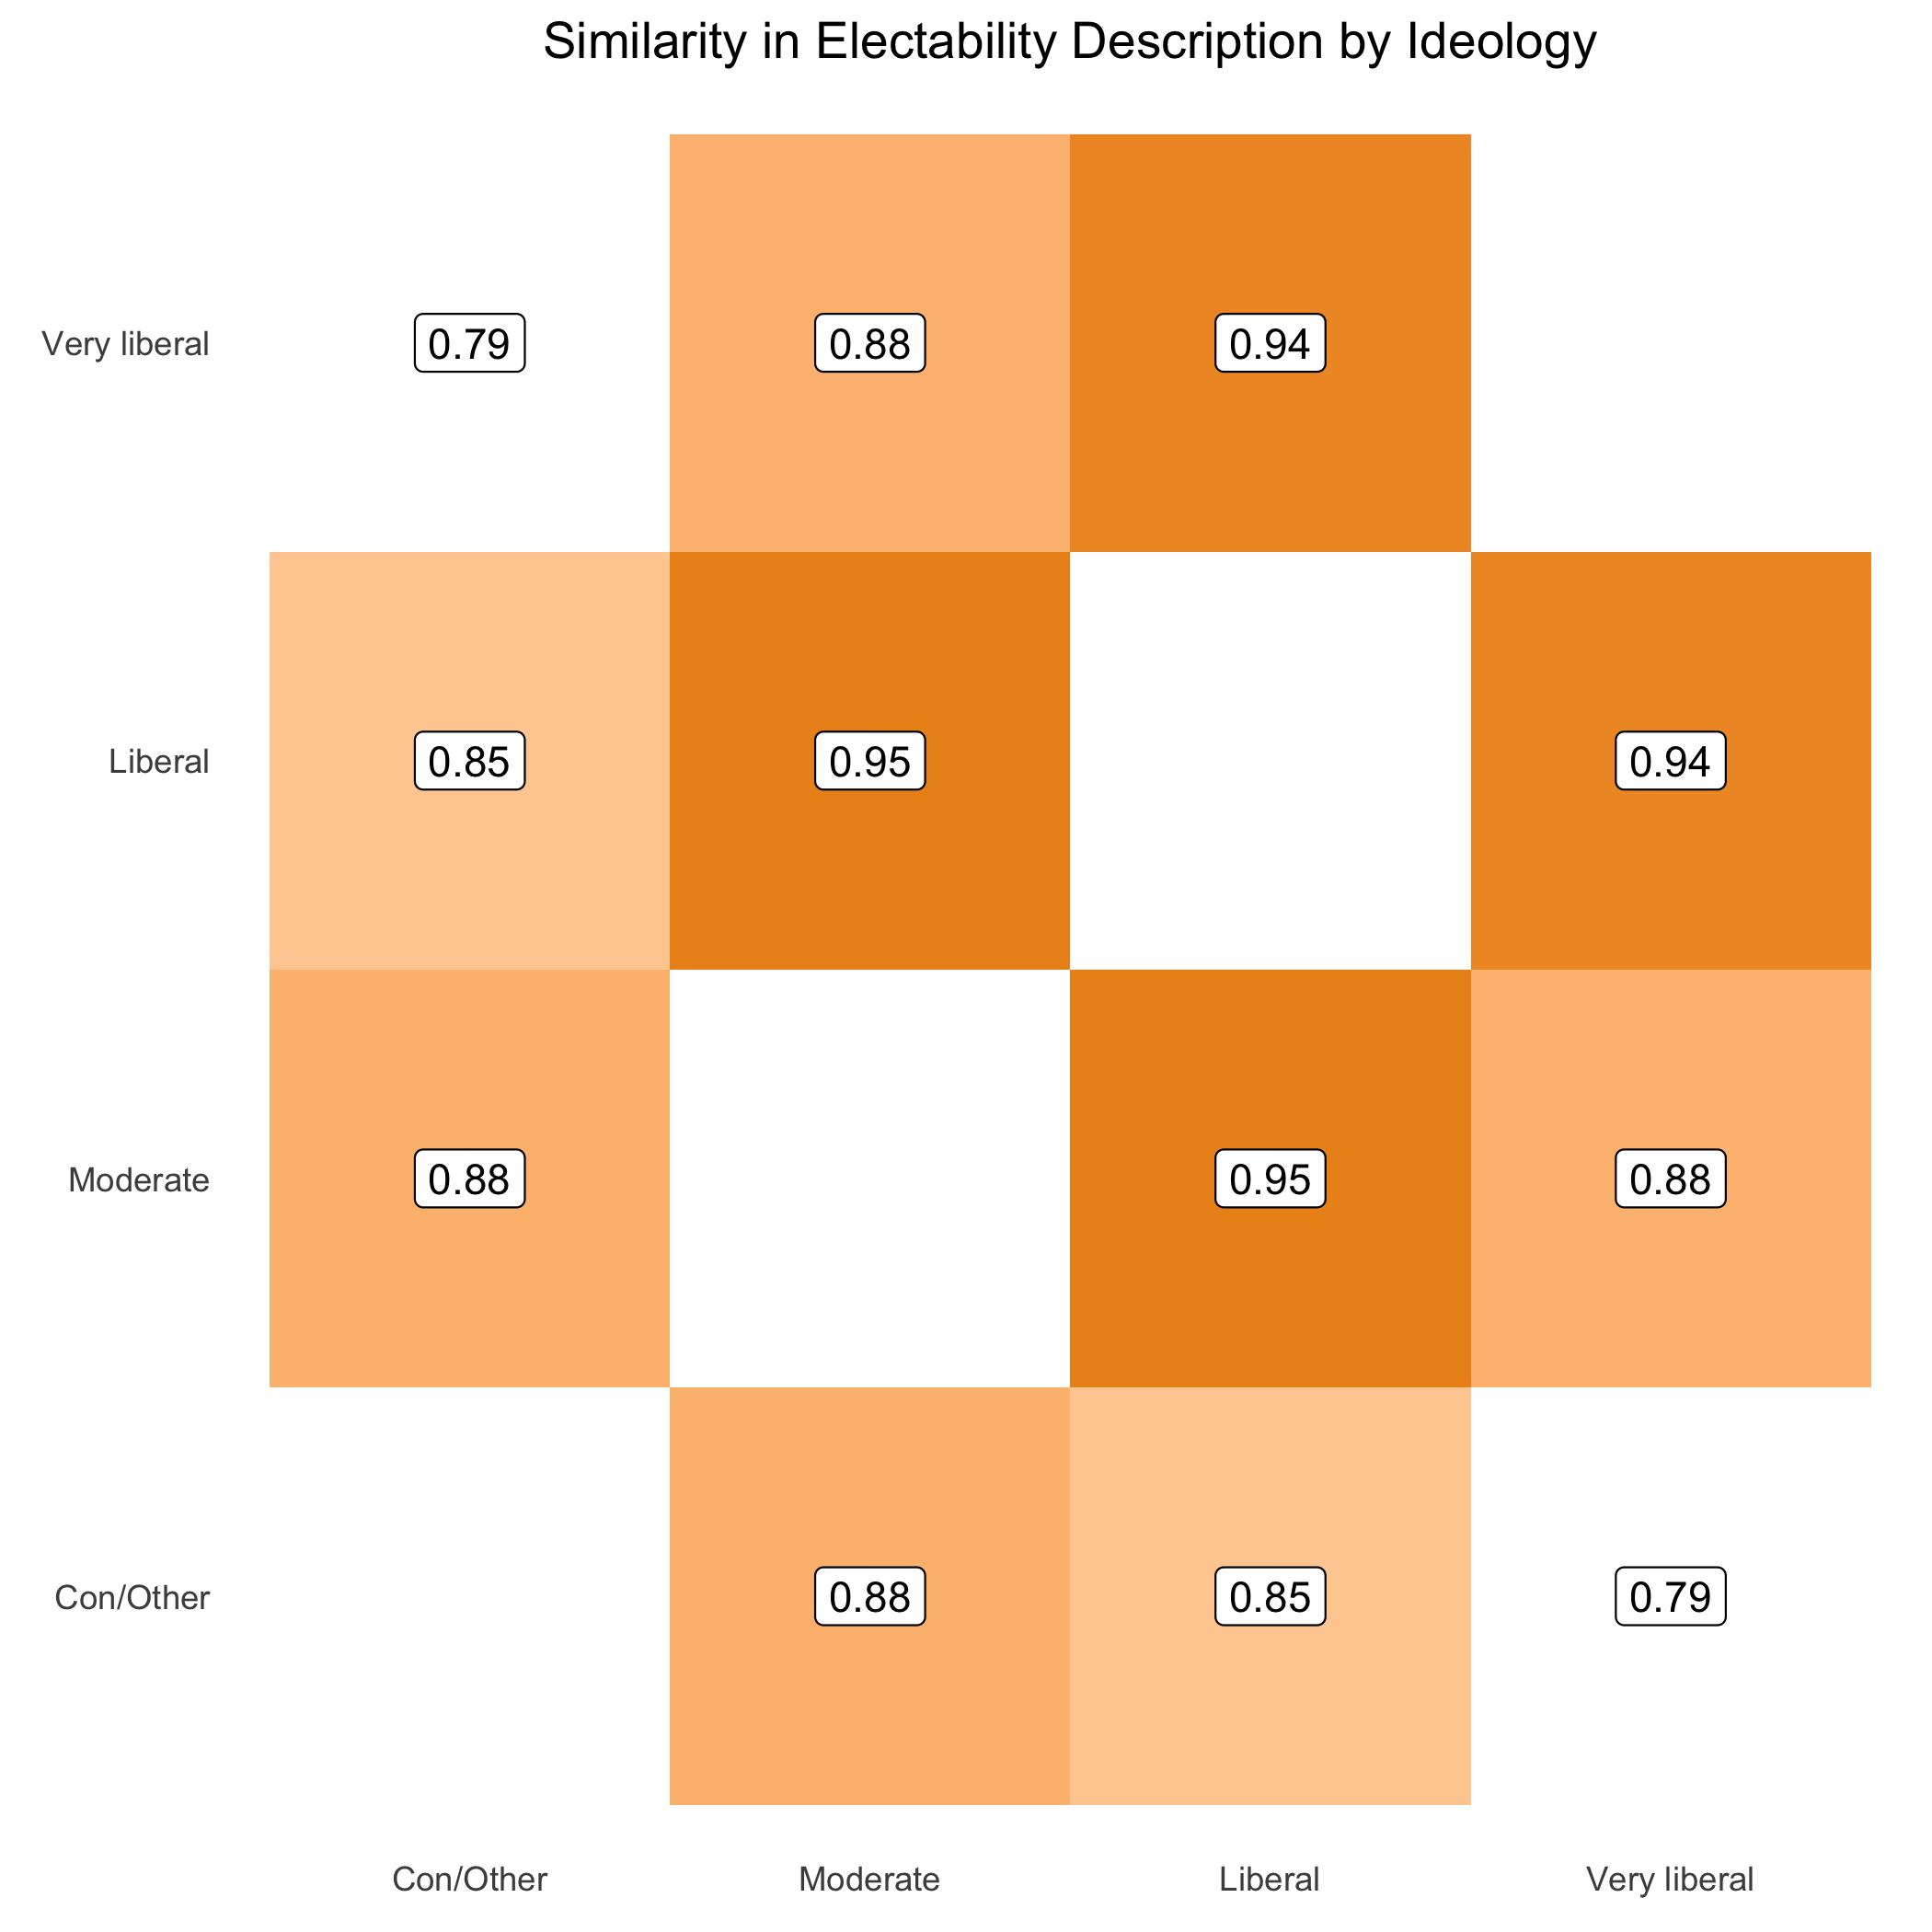 Similarity in Electability Description by Ideology
Very liberal 0.79 0.88 0.94
Liberal 0.85 0.95 0.94
Moderate 0.88 0.95 0.88
Con/Other 0.88 0.85 0.79
Con/Other Moderate Liberal Very liberal